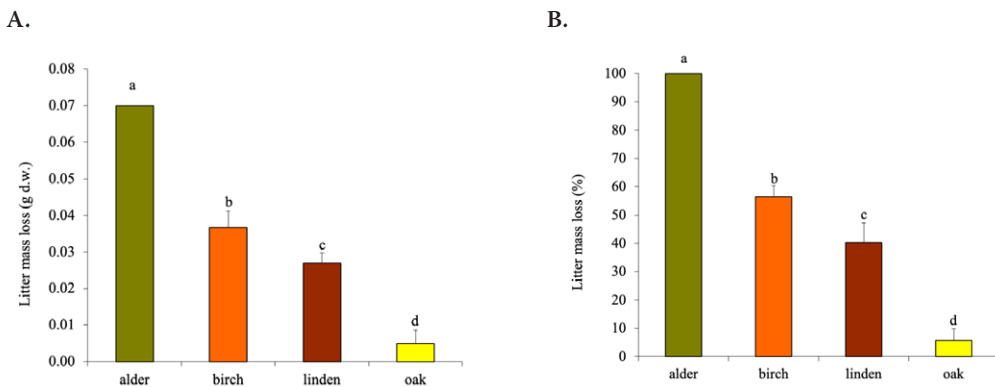 A.
Litter mass loss (g d.w.)
0.08
0.07
0.06
0.05
0.04
0.03
0.02
0.01
0.00
a
b
c
d
alder birch linden oak
B.
Litter mass loss (%)
100
90
80
70
60
50
40
30
20
10
0
a
b
c
d
alder birch linden oak